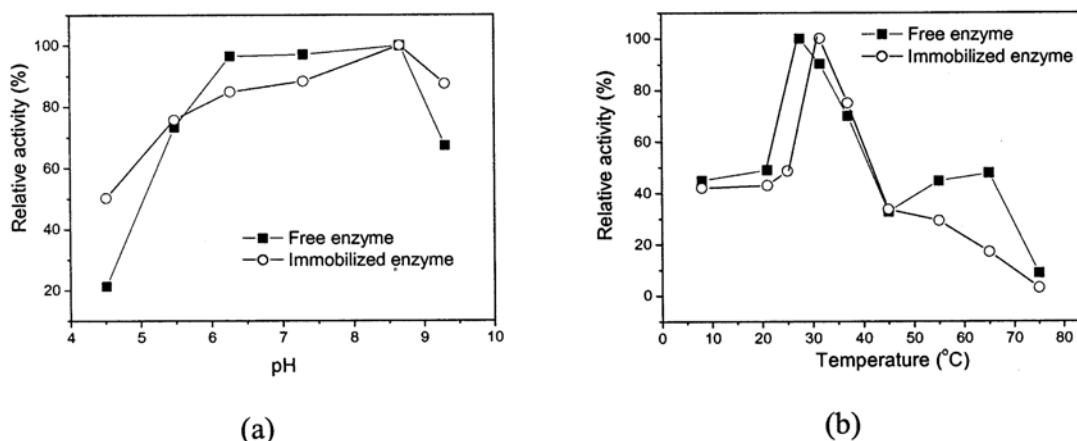 Relative activity (%)
100
80
60
40
20
Free enzyme
Immobilized enzyme
4 5 6 7 8 9 10
pH
(a)
Relative activity (%)
100
80
60
40
20
0
Free enzyme
Immobilized enzyme
0 10 20 30 40 50 60 70 80
Temperature (°C)
(b)